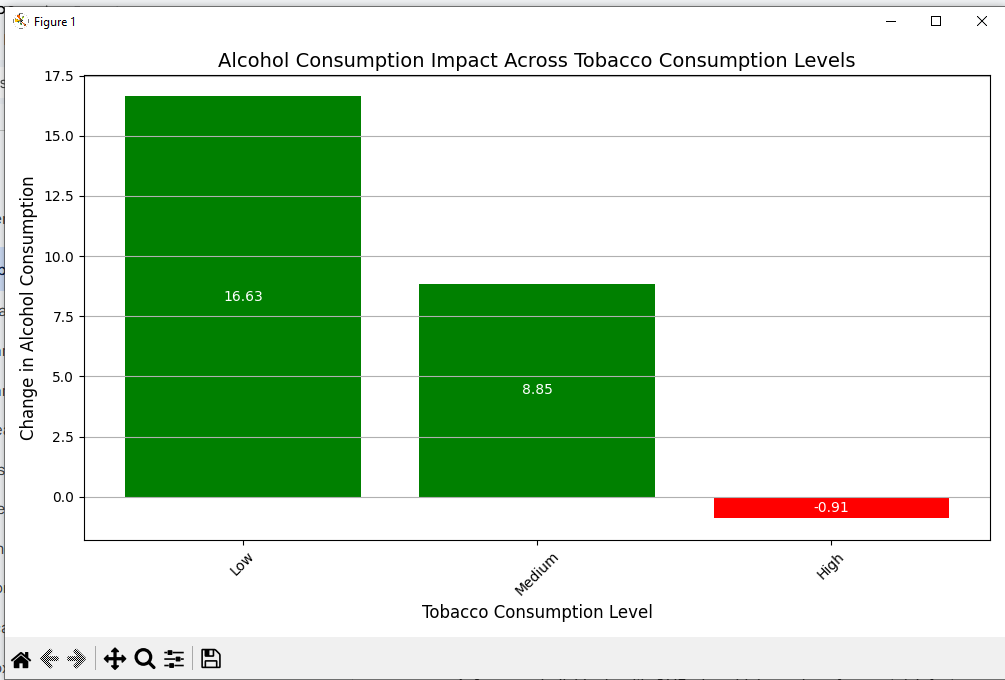 Figure 1
Alcohol Consumption Impact Across Tobacco Consumption Levels
Change in Alcohol Consumption
17.5
15.0
12.5
10.0
7.5
5.0
2.5
0.0
16.63
8.85
-0.91
Low
Medium
High
Tobacco Consumption Level